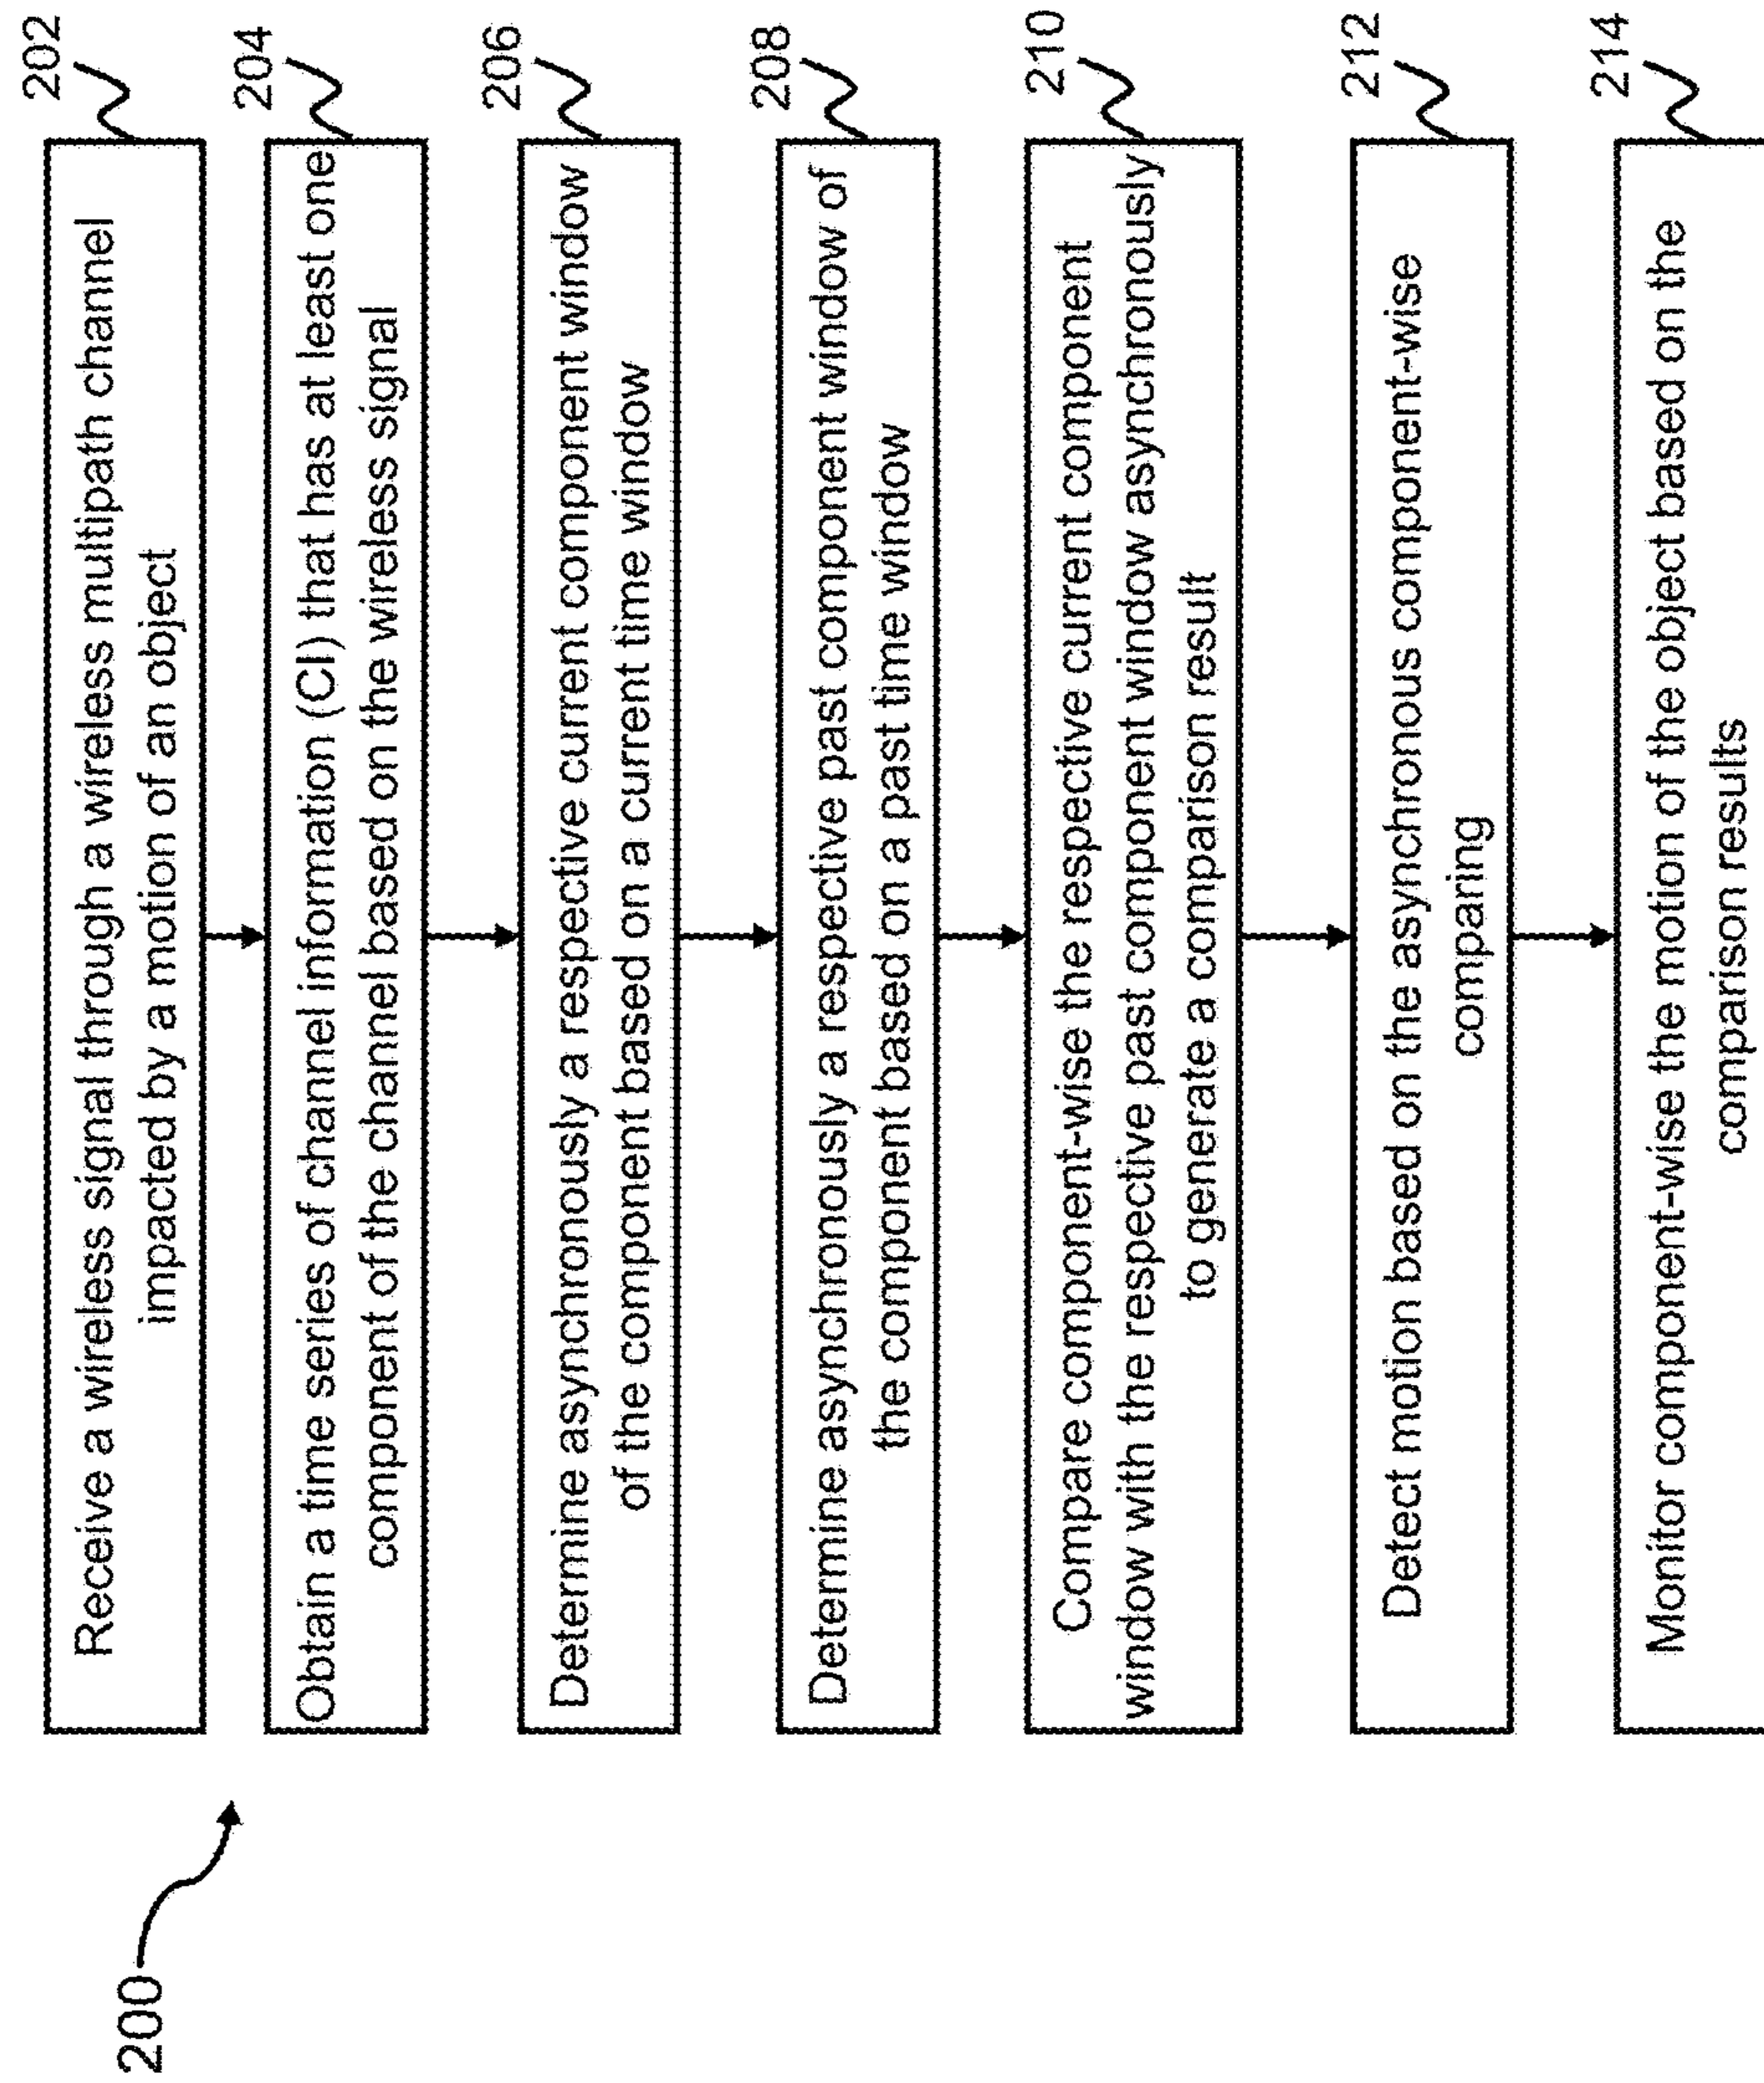 200
202
Receive a wireless signal through a wireless multipath channel
impacted by a motion of an object
204
Obtain a time series of channel information (CI) that has at least one
component of the channel based on the wireless signal
206
Determine asynchronously a respective current component window
of the component based on a current time window
208
Determine asynchronously a respective past component window of
the component based on a past time window
210
Compare component-wise the respective current component
window with the respective past component window asynchronously
to generate a comparison result
212
Detect motion based on the asynchronous component-wise
comparing
214
Monitor component-wise the motion of the object based on the
comparison results